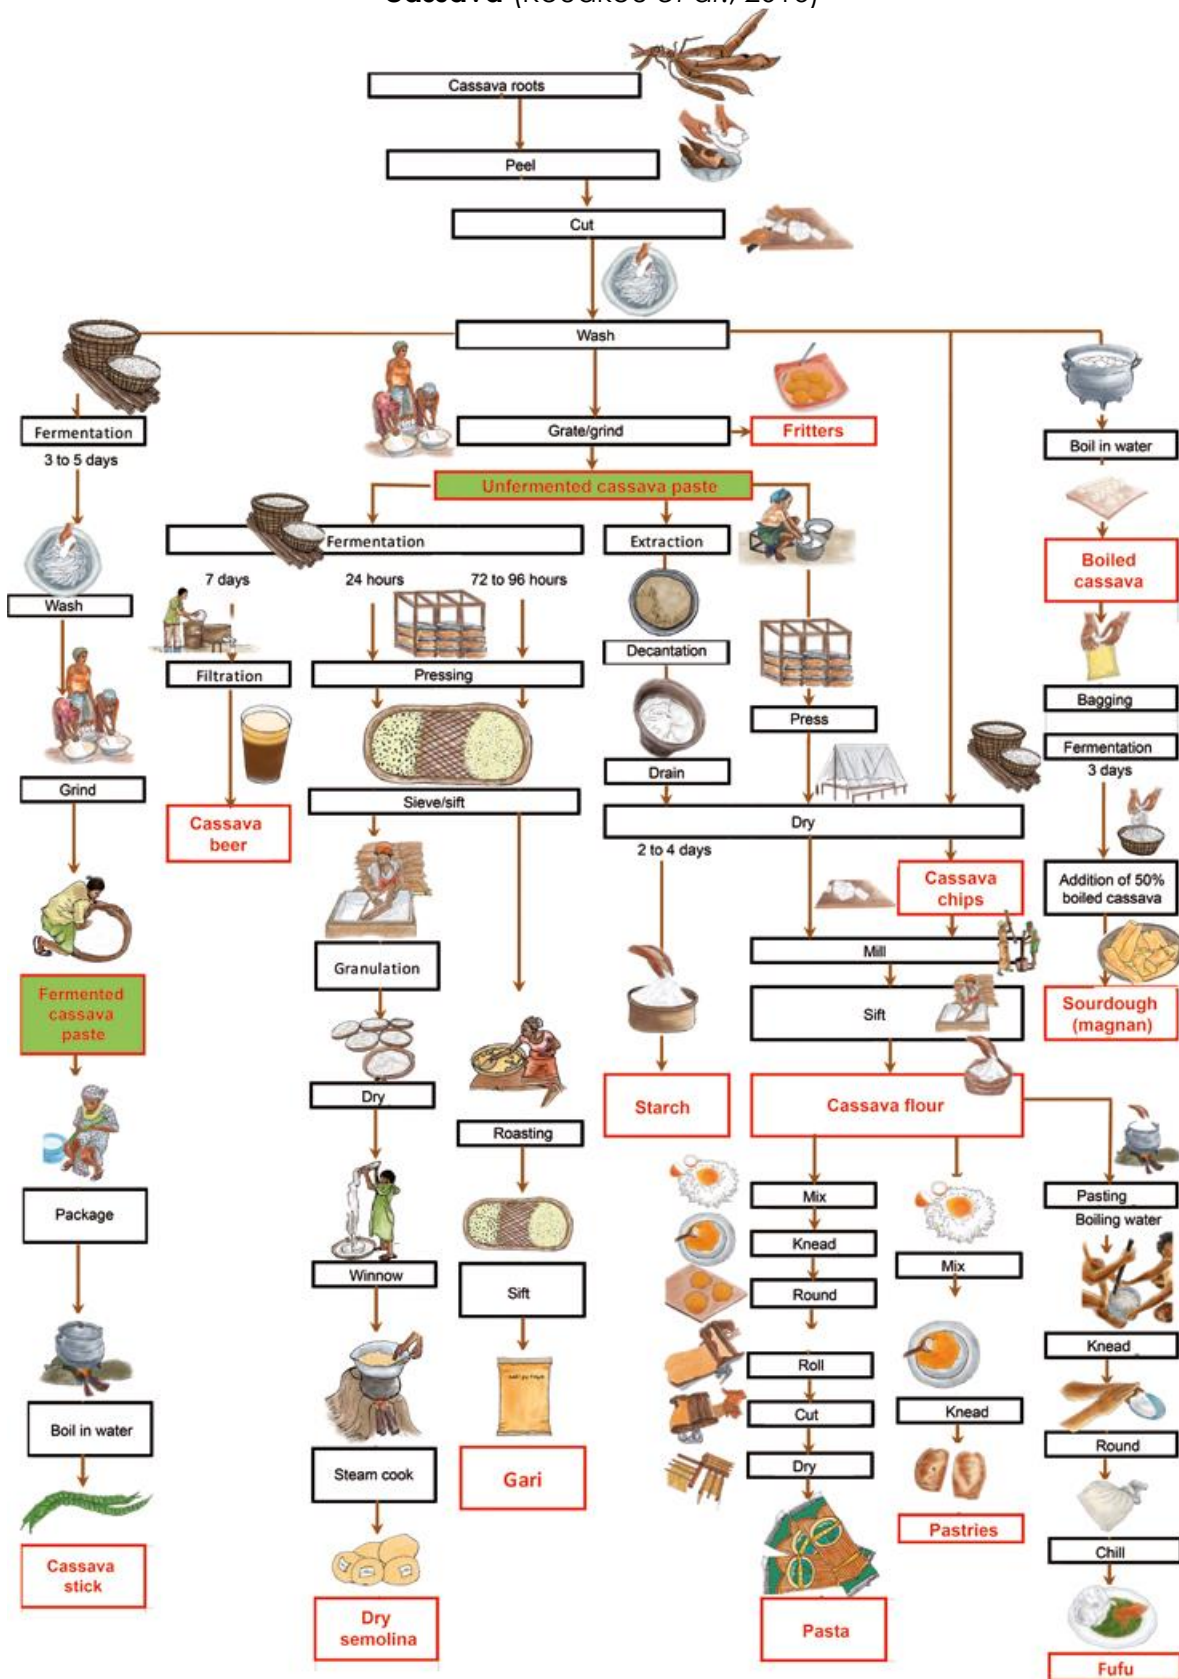 Cassava (Kouakou et al., 2016)
Cassava roots
Peel
Cut
Wash
Fermentation
3 to 5 days
Wash
Grind
Fermented
cassava
paste
Package
Boil in water
Cassava
stick
Grate/grind
Fritters
Unfermented cassava paste
Fermentation
7 days
24 hours
72 to 96 hours
Filtration
Cassava
beer
Pressing
Sieve/sift
Granulation
Dry
Winnow
Steam cook
Dry
semolina
Roasting
Sift
Gari
Extraction
Decantation
Drain
Press
Dry
2 to 4 days
Starch
Cassava
chips
Mill
Sift
Cassava flour
Mix
Knead
Round
Roll
Cut
Dry
Pasta
Mix
Knead
Pastries
Pasting
Boiling water
Knead
Round
Chill
Fufu
Boil in water
Boiled
cassava
Bagging
Fermentation
3 days
Addition of 50%
boiled cassava
Sourdough
(magnan)